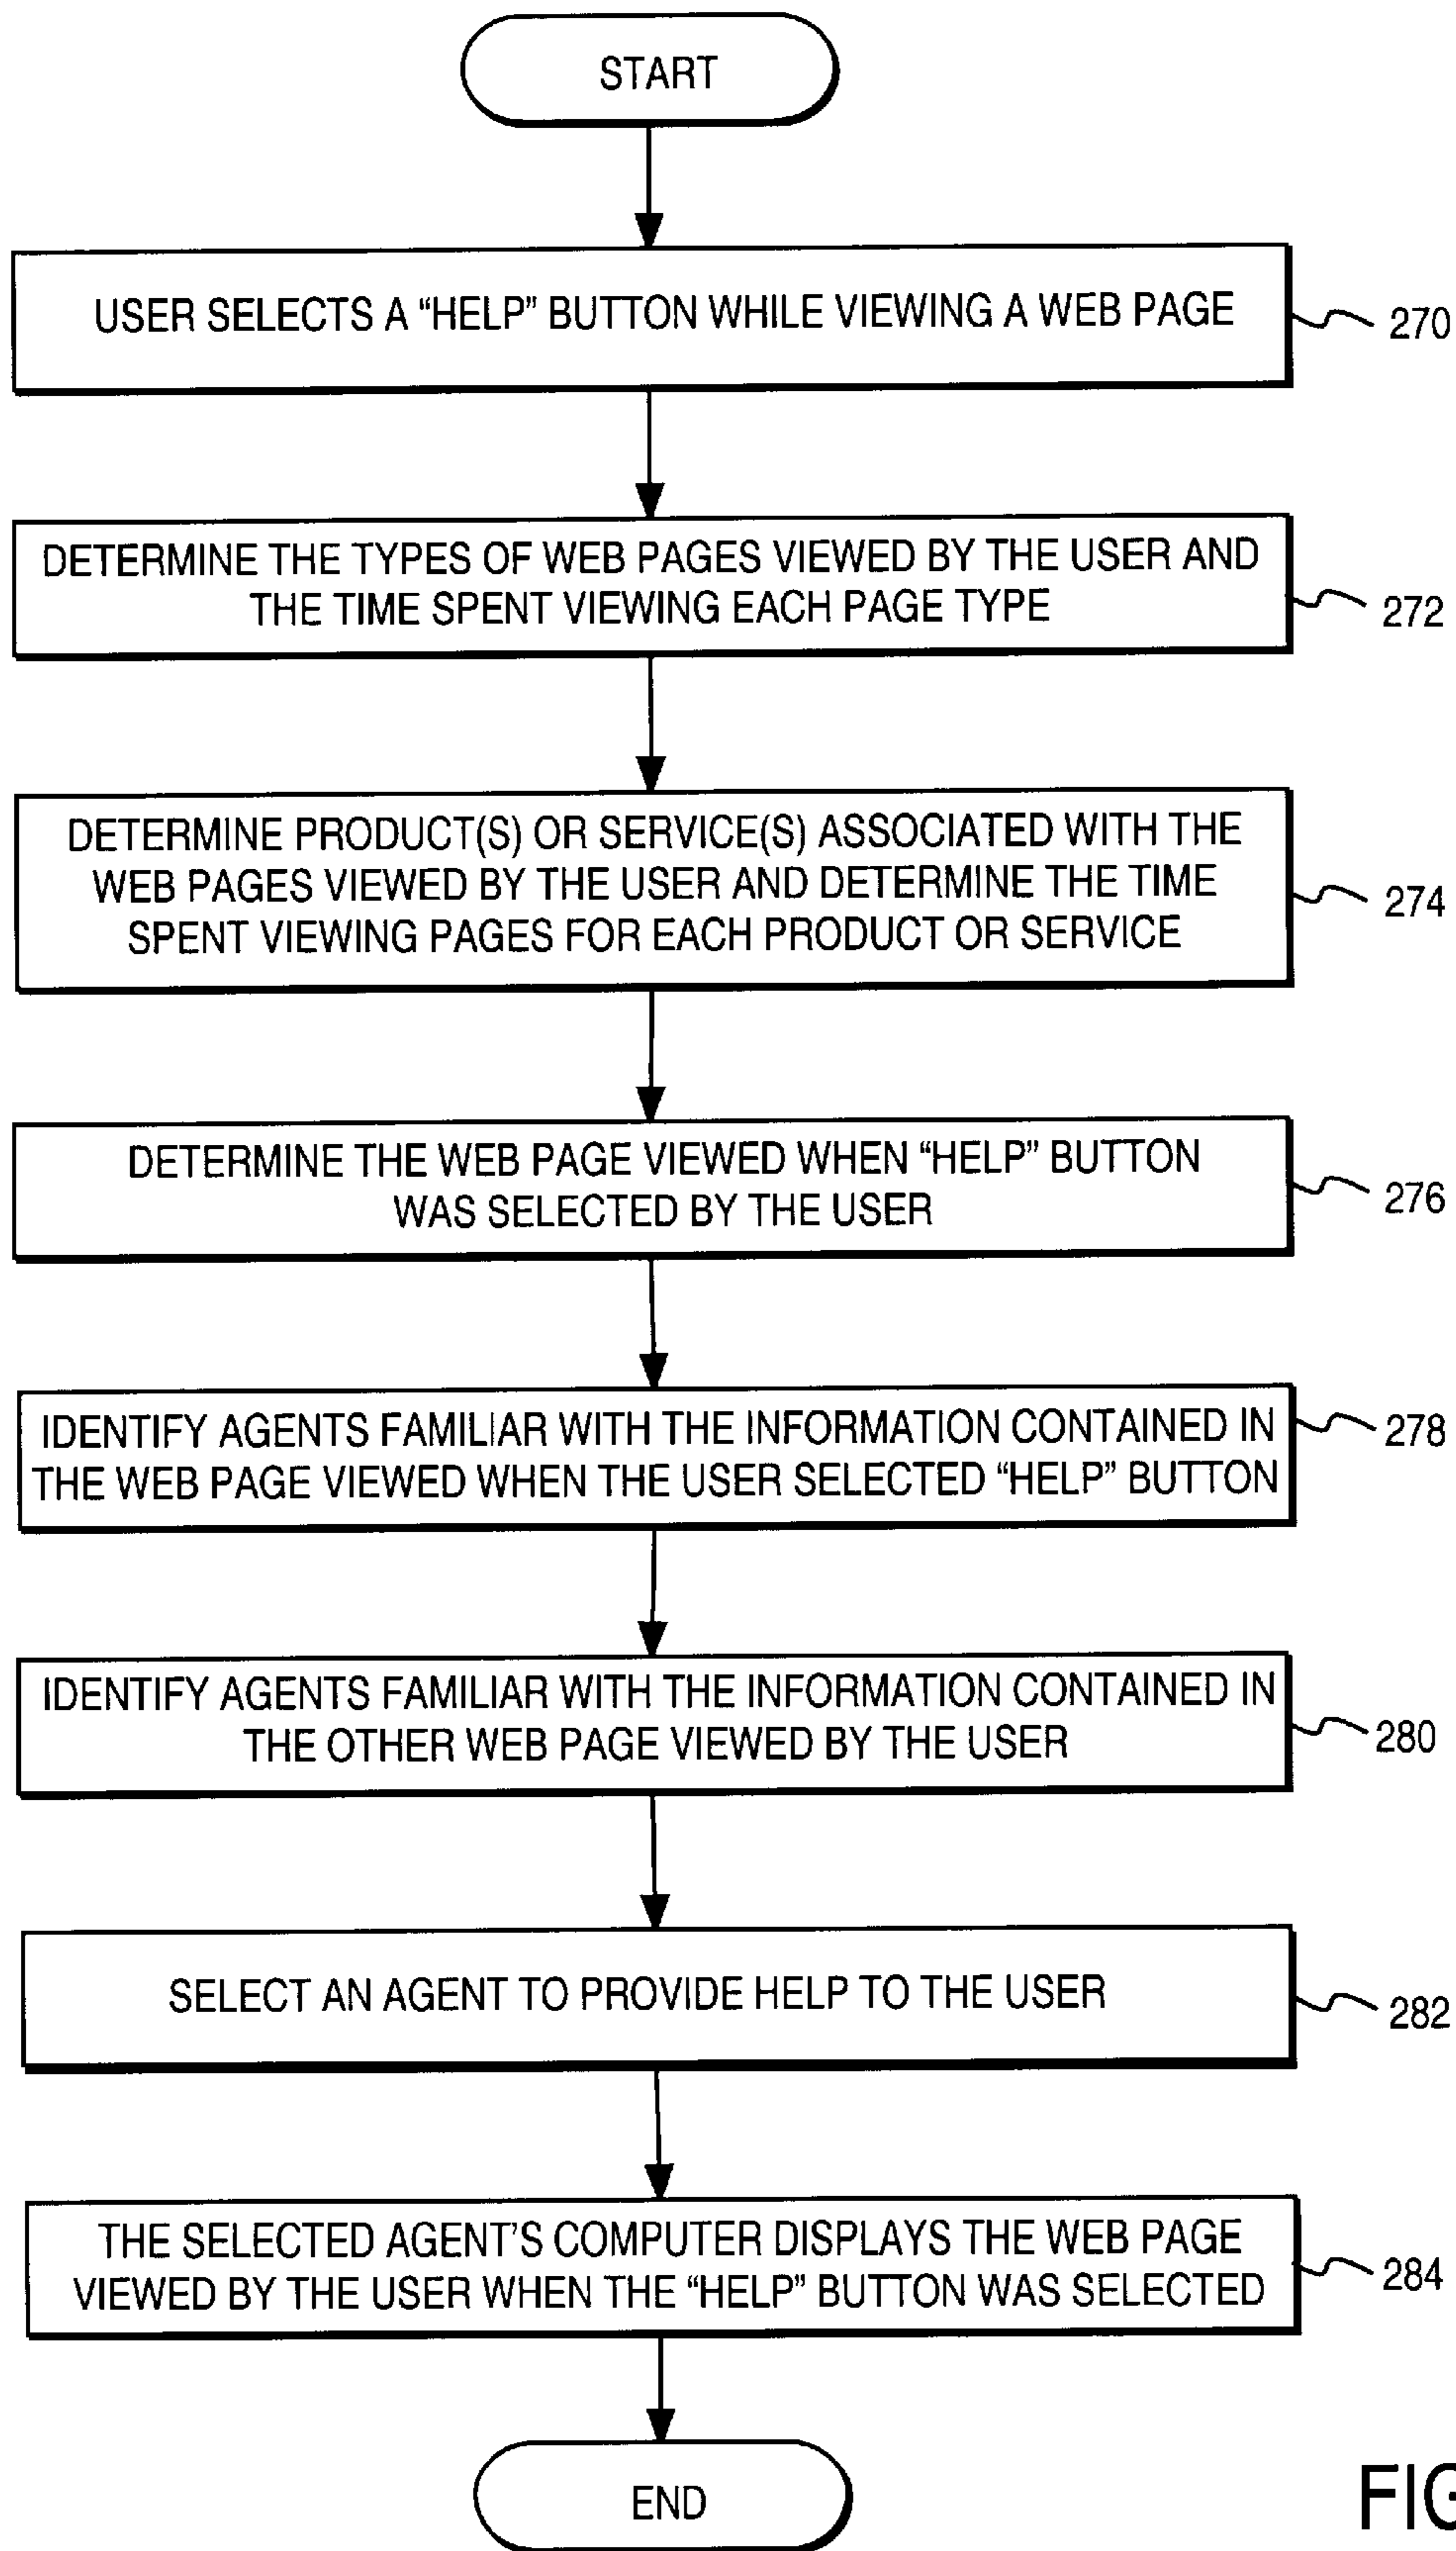 START
USER SELECTS A “HELP” BUTTON WHILE VIEWING A WEB PAGE
270
DETERMINE THE TYPES OF WEB PAGES VIEWED BY THE USER AND
THE TIME SPENT VIEWING EACH PAGE TYPE
272
DETERMINE PRODUCT(S) OR SERVICE(S) ASSOCIATED WITH THE
WEB PAGES VIEWED BY THE USER AND DETERMINE THE TIME
SPENT VIEWING PAGES FOR EACH PRODUCT OR SERVICE
274
DETERMINE THE WEB PAGE VIEWED WHEN “HELP” BUTTON
WAS SELECTED BY THE USER
276
IDENTIFY AGENTS FAMILIAR WITH THE INFORMATION CONTAINED IN
THE WEB PAGE VIEWED WHEN THE USER SELECTED “HELP” BUTTON
278
IDENTIFY AGENTS FAMILIAR WITH THE INFORMATION CONTAINED IN
THE OTHER WEB PAGE VIEWED BY THE USER
280
SELECT AN AGENT TO PROVIDE HELP TO THE USER
282
THE SELECTED AGENT’S COMPUTER DISPLAYS THE WEB PAGE
VIEWED BY THE USER WHEN THE “HELP” BUTTON WAS SELECTED
284
END
FIG